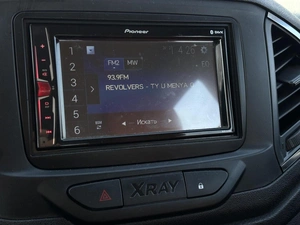 Pioneer
1
2
3
4
5
6
FM2 MW
93.9FM
REVOLVERS - TY U MENYA
Искать
XRAY